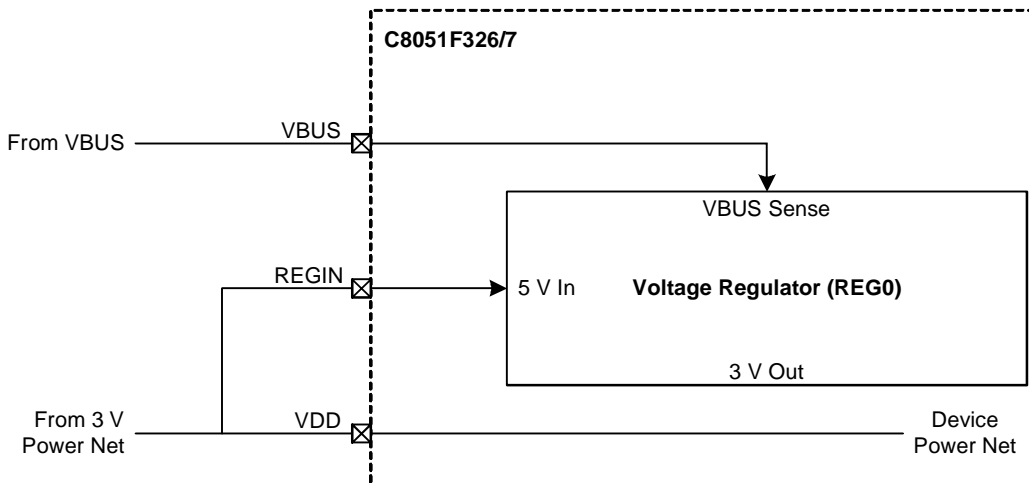 C8051F326/7
From VBUS
VBUS
VBUS Sense
REGIN
5 V In
Voltage Regulator (REG0)
3 V Out
From 3 V
Power Net
VDD
Device
Power Net